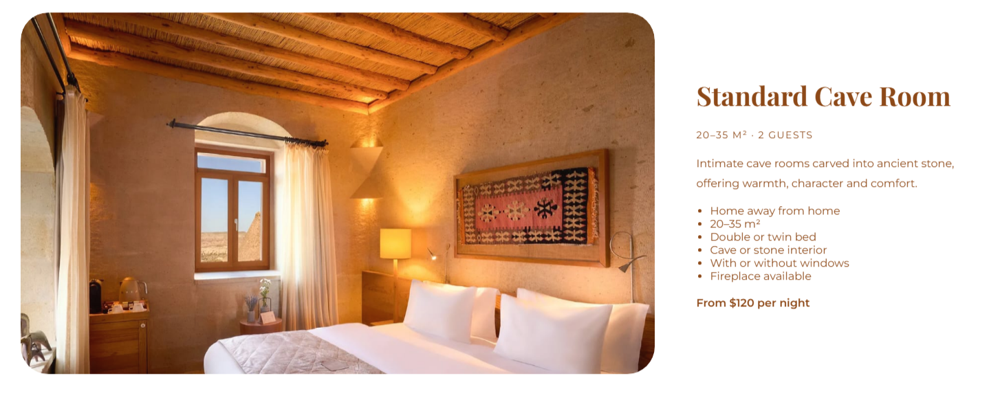 Standard Cave Room
20–35 M² · 2 GUESTS
Intimate cave rooms carved into ancient stone,
offering warmth, character and comfort.
• Home away from home
• 20–35 m²
• Double or twin bed
• Cave or stone interior
• With or without windows
• Fireplace available
From $120 per night